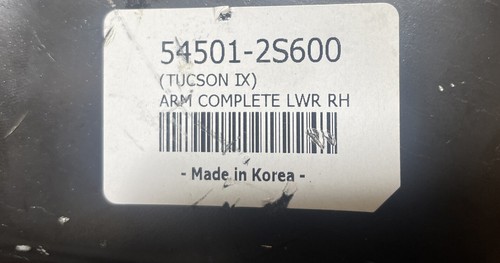 54501-2S600
(TUCSON IX)
ARM COMPLETE LWR RH
- Made in Korea -